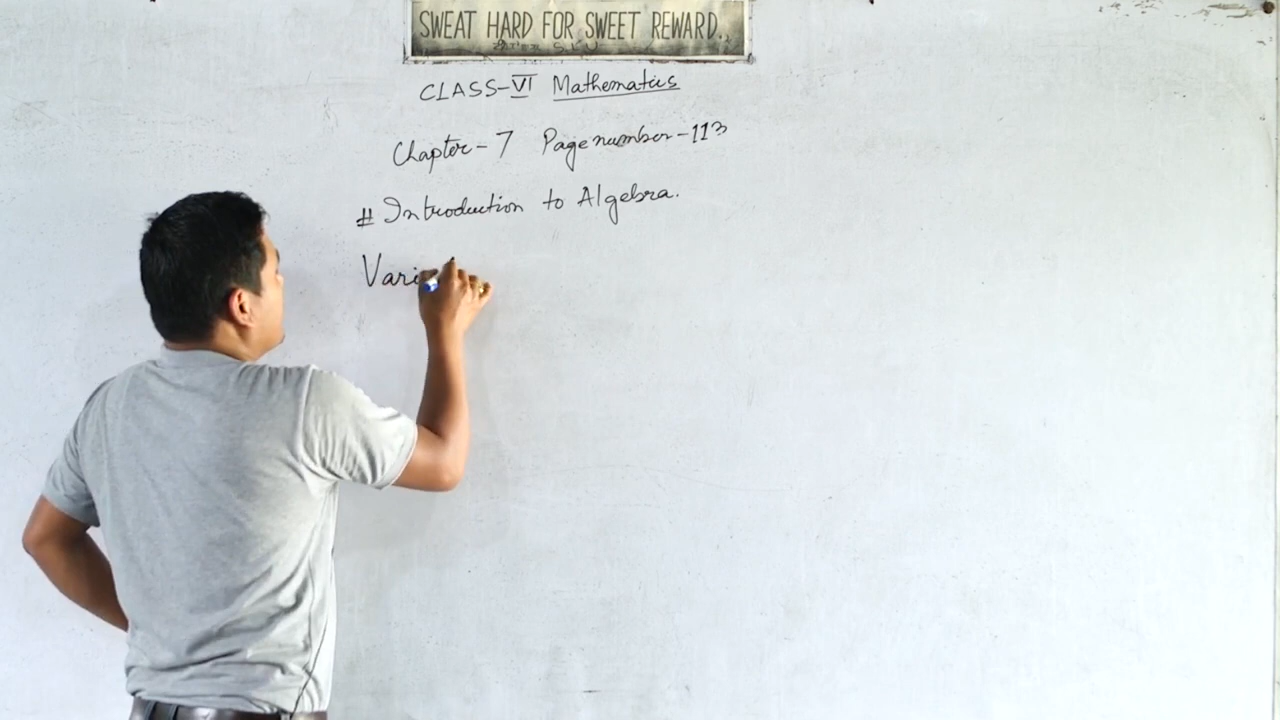 SWEAT HARD FOR SWEET REWARD.,
CLASS-VI Mathematics
Chapter-7 Page number-113
# Introduction to Algebra.
Vari